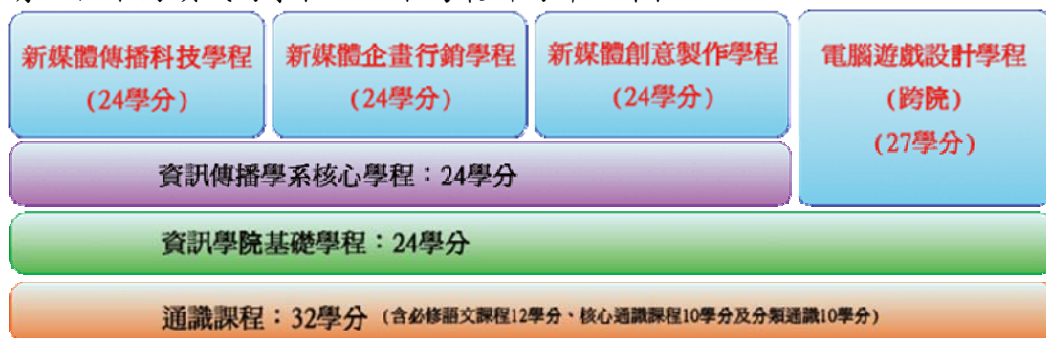 新媒體傳播科技學程
(24學分)
新媒體企畫行銷學程
(24學分)
新媒體創意製作學程
(24學分)
電腦遊戲設計學程
(跨院)
(27學分)
資訊傳播學系核心學程：24學分
資訊學院基礎學程：24學分
通識課程：32學分 (含必修語文課程12學分、核心通識課程10學分及分類通識10學分)